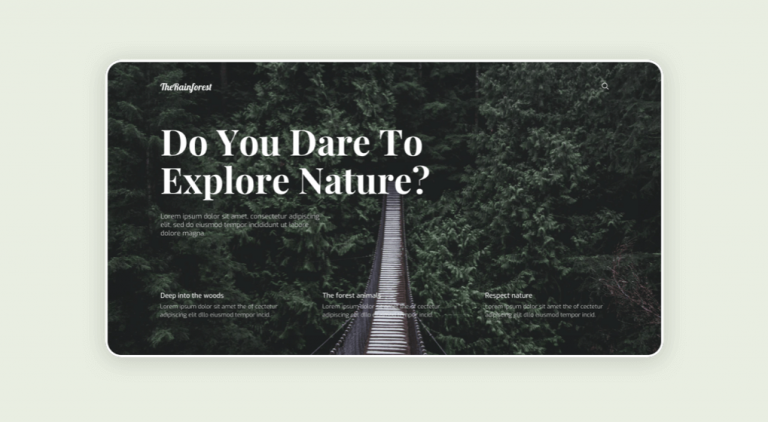 TheRainforest
Do You Dare To
Explore Nature?
Lorem ipsum dolor sit amet, consectetur adipiscing
elit, sed do eiusmod tempor incididunt ut labore
dolore magna.
Deep into the woods
Lorem ipsum dolor sit amet the of cectetur
adipiscing elit dito eiusmod tempor incid.
The forest animals
Lorem ipsum dolor sit amet the of cectetur
adipiscing elit dito eiusmod tempor incid.
Respect nature
Lorem ipsum dolor sit amet the of cectetur
adipiscing elit dito eiusmod tempor incid.